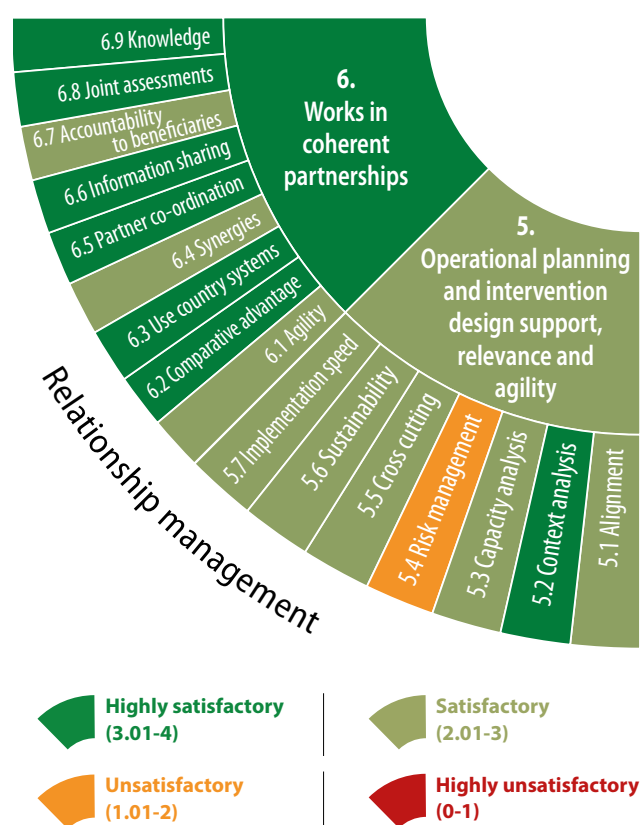 6.9 Knowledge
6.8 Joint assessments
6.7 Accountability
to beneficiaries
6.6 Information sharing
6.5 Partner co-ordination
6.4 Synergies
6.3 Use country systems
6.2 Comparative advantage
6.1 Agility
6.
Works in
coherent
partnerships
5.
Operational planning
and intervention
design support,
relevance and
agility
5.7 Implementation speed
5.6 Sustainability
5.5 Cross cutting
5.4 Risk management
5.3 Capacity analysis
5.2 Context analysis
5.1 Alignment
Relationship management
Highly satisfactory
(3.01-4)
Satisfactory
(2.01-3)
Unsatisfactory
(1.01-2)
Highly unsatisfactory
(0-1)